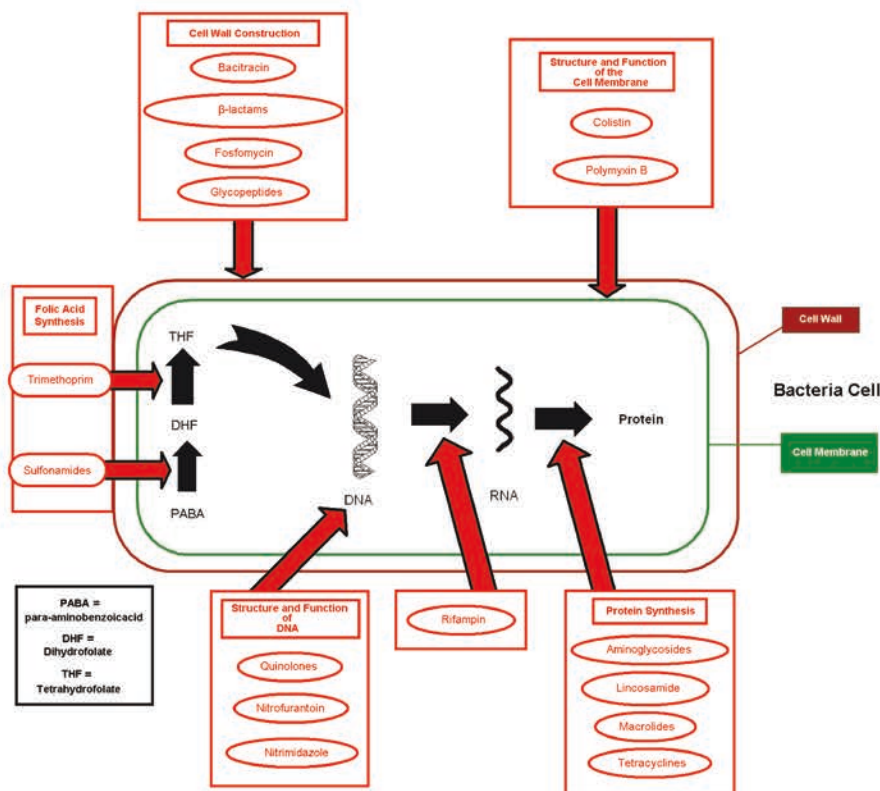 Cell Wall Construction
Bacitracin
β-lactams
Fosfomycin
Glycopeptides
Structure and Function
of the
Cell Membrane
Colistin
Polymyxin B
Folic Acid
Synthesis
Trimethoprim
Sulfonamides
THF
DHF
PABA
DNA
RNA
Protein
Cell Wall
Bacteria Cell
Cell Membrane
PABA =
para-aminobenzoicacid
DHF =
Dihydrofolate
THF =
Tetrahydrofolate
Structure and Function
of
DNA
Quinolones
Nitrofurantoin
Nitrimidazole
Rifampin
Protein Synthesis
Aminoglycosides
Lincosamide
Macrolides
Tetracyclines